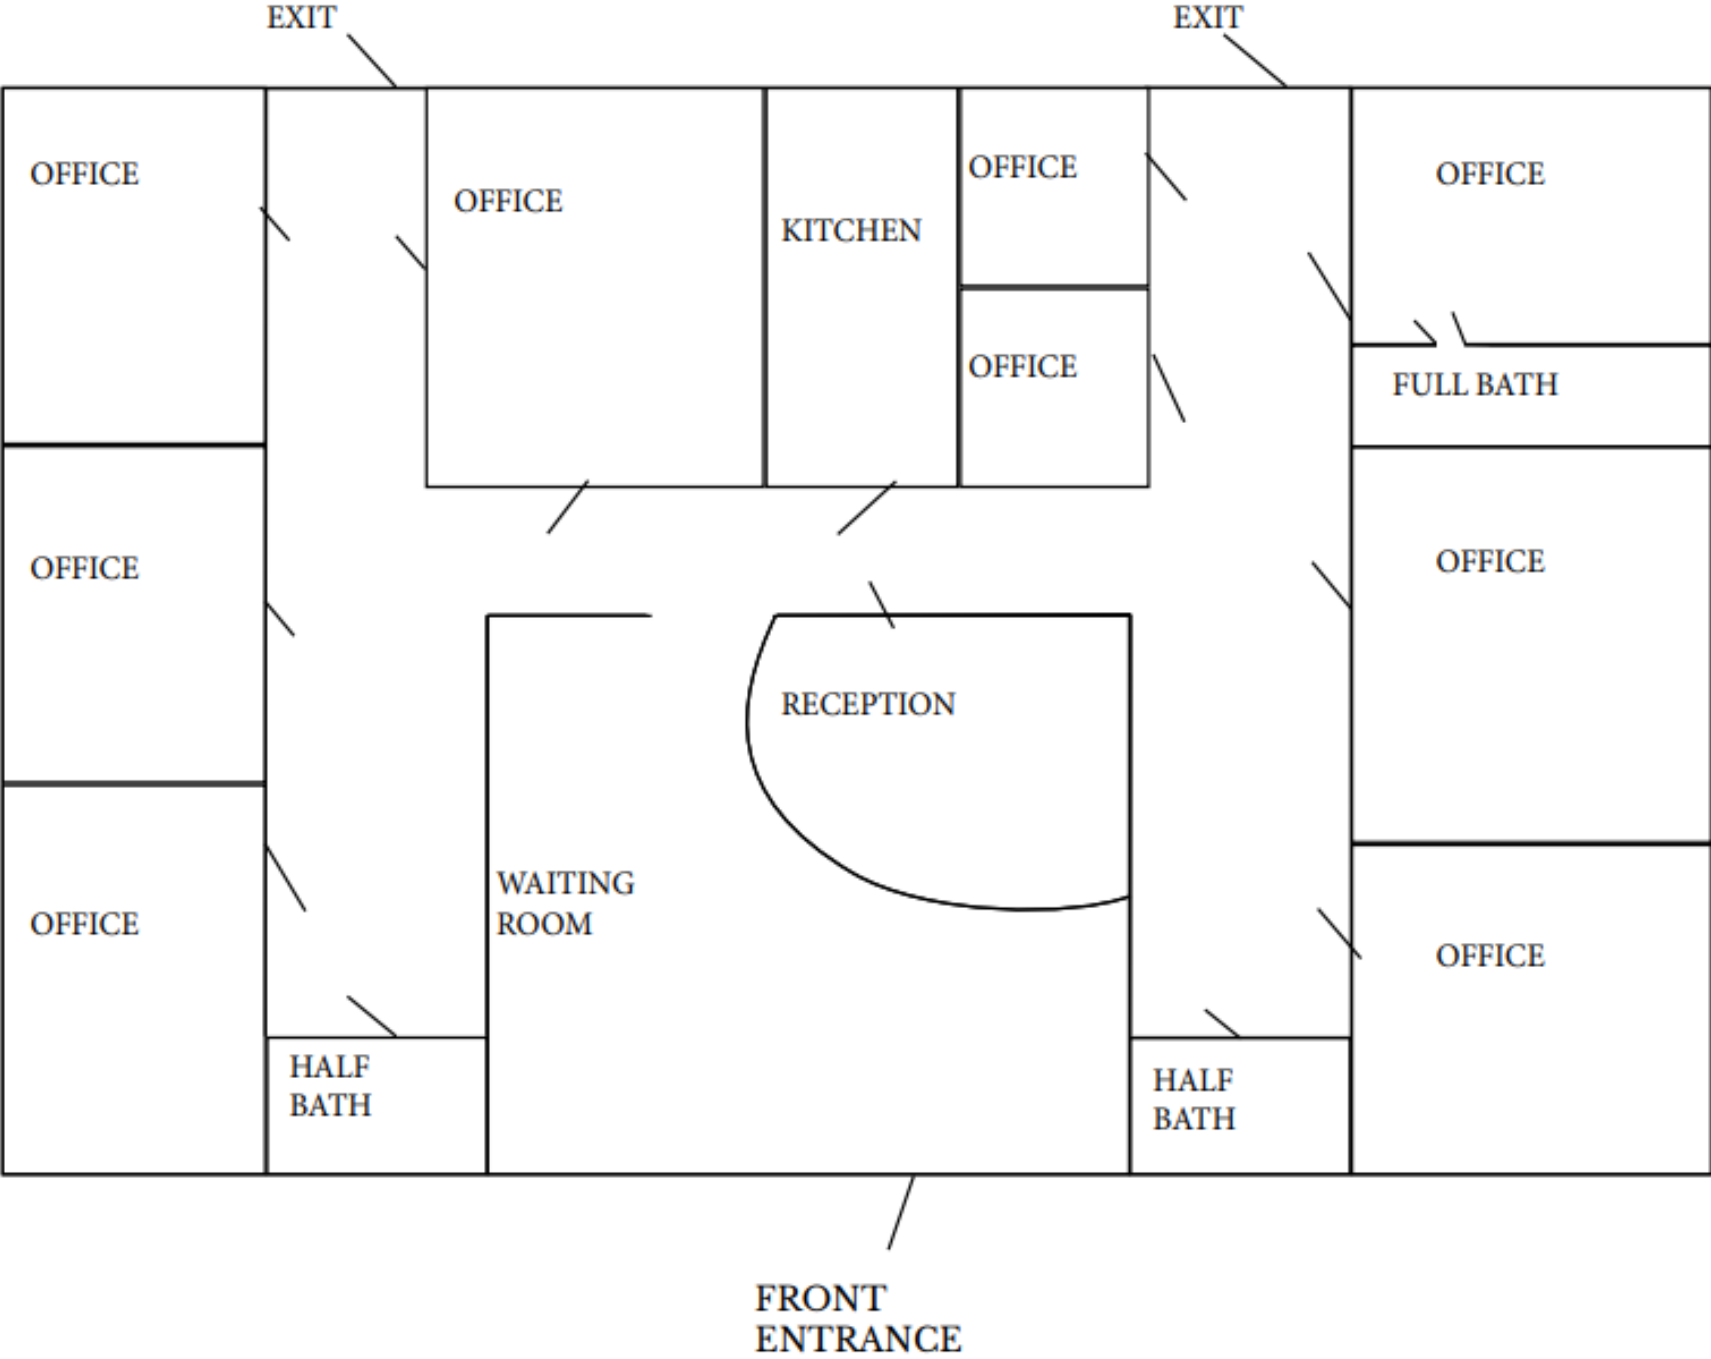 EXIT
EXIT
OFFICE
OFFICE
KITCHEN
OFFICE
OFFICE
OFFICE
FULL BATH
OFFICE
OFFICE
RECEPTION
WAITING
ROOM
OFFICE
OFFICE
HALF
BATH
HALF
BATH
FRONT
ENTRANCE